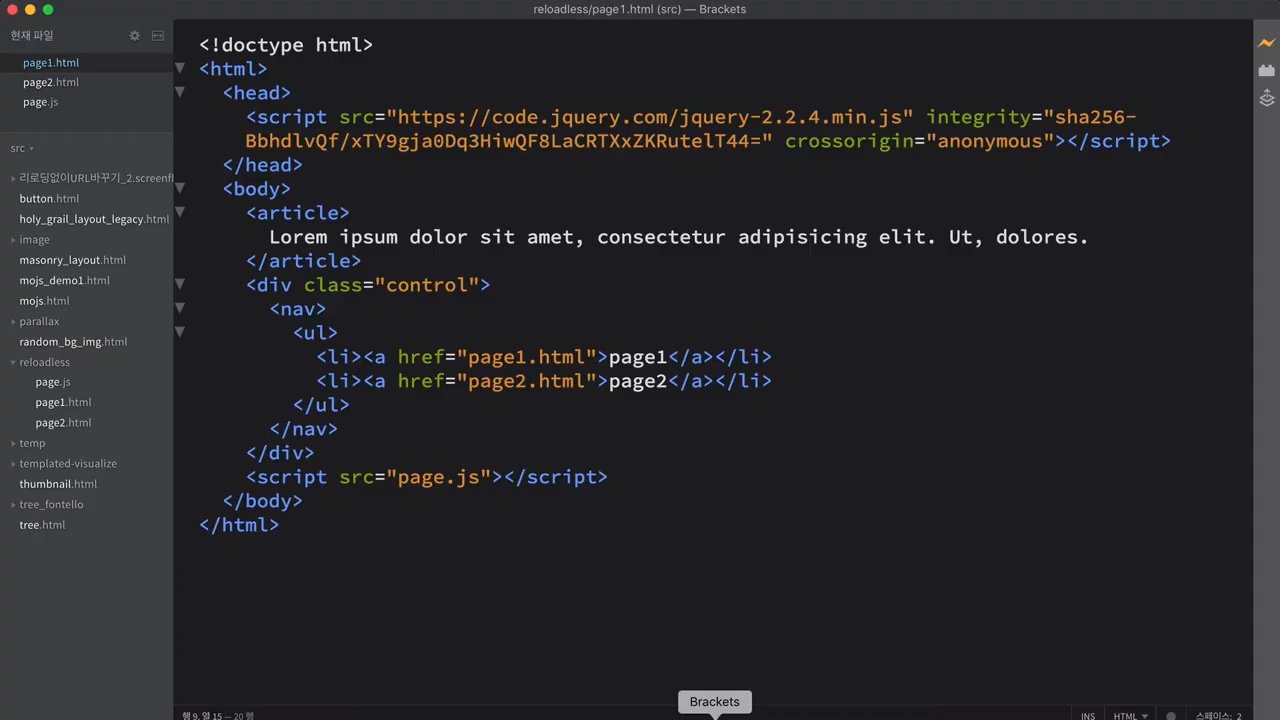 reloadless/page1.html (src) — Brackets
현재 파일
page1.html
page2.html
page.js
src
리로딩없이URL바꾸기_2.screenfl
button.html
holy_grail_layout_legacy.html
image
masonry_layout.html
mojs_demo1.html
mojs.html
parallax
random_bg_img.html
reloadless
page.js
page1.html
page2.html
temp
templated-visualize
thumbnail.html
tree_fontello
tree.html
<!doctype html>
<html>
<head>
<script src="https://code.jquery.com/jquery-2.2.4.min.js" integrity="sha256-
BbhdlvQf/xTY9gja0Dq3HiwQF8LaCRTXxZKRutelT44=" crossorigin="anonymous"></script>
</head>
<body>
<article>
Lorem ipsum dolor sit amet, consectetur adipisicing elit. Ut, dolores.
</article>
<div class="control">
<nav>
<ul>
<li><a href="page1.html">page1</a></li>
<li><a href="page2.html">page2</a></li>
</ul>
</nav>
</div>
<script src="page.js"></script>
</body>
</html>
Brackets
행 9, 열 15 — 20 행
INS
HTML
스페이스: 2